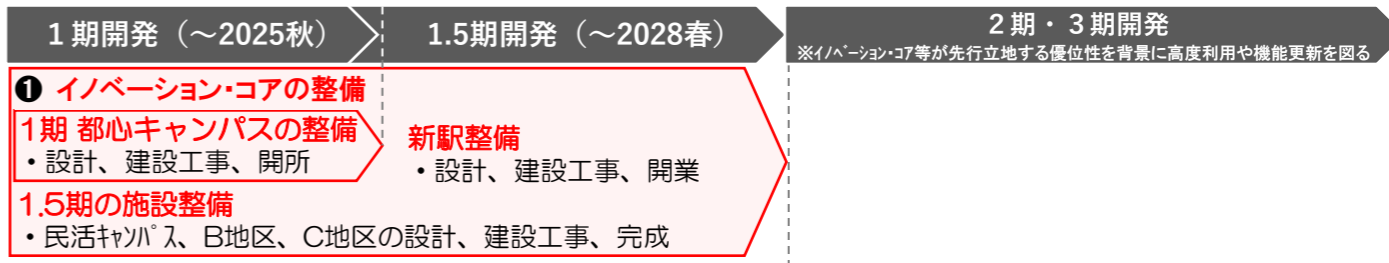 1期開発（～2025秋）
1.5期開発（～2028春）
2期・3期開発
※ｲﾉﾍﾞｰｼｮﾝ･ｺｱ等が先行立地する優位性を背景に高度利用や機能更新を図る
❶ イノベーション・コアの整備
1期 都心キャンパスの整備
・設計、建設工事、開所
新駅整備
・設計、建設工事、開業
1.5期の施設整備
・民活ｷｬﾝﾊﾟｽ、B地区、C地区の設計、建設工事、完成